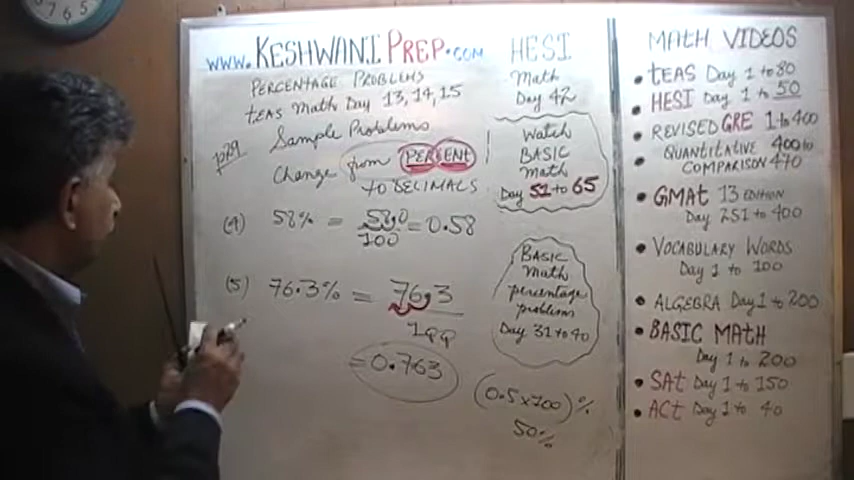 www.KESHWANIPREP.com
PERCENTAGE PROBLEMS
TEAS Math Day 13, 14, 15
p29
Sample Problems
Change from PERCENT
TO DECIMALS
(4) 58% = 58.0/100 = 0.58
(5) 76.3% = 76.3/100
= 0.763
HESI
Math
Day 42
Watch
BASIC
Math
Day 51 to 65
BASIC
Math
percentage
problems
Day 31 to 40
(0.5x100)%
50%
MATH VIDEOS
• TEAS Day 1 to 80
• HESI Day 1 to 50
• REVISED GRE 1 to 400
• QUANTITATIVE 400 to
COMPARISON 470
• GMAT 13 EDITION
Day 251 to 400
• VOCABULARY WORDS
Day 1 to 100
• ALGEBRA Day 1 to 200
• BASIC MATH
Day 1 to 200
• SAT Day 1 to 150
• ACT Day 1 to 40
7 6 5